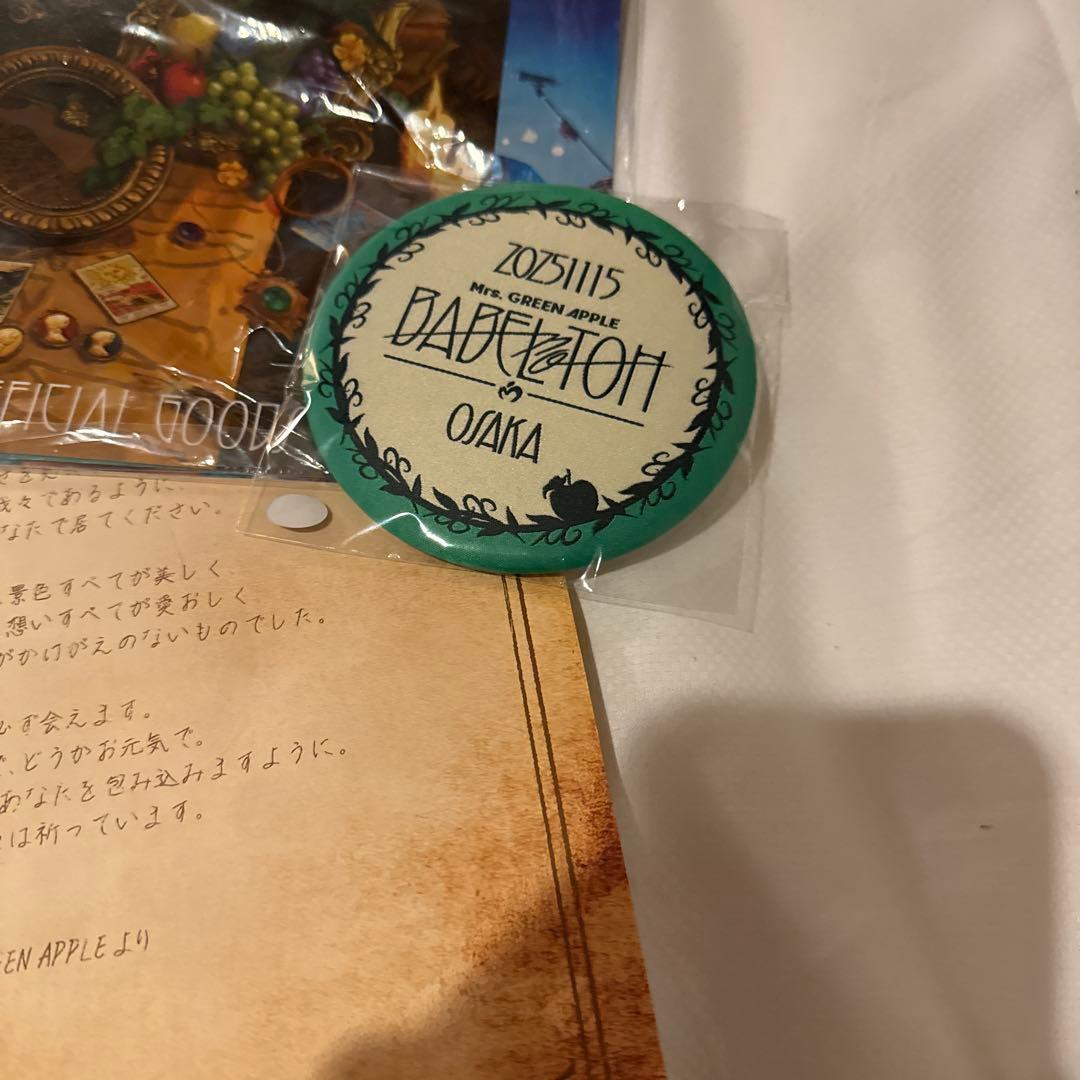 OFFICIAL GOODS
20251115
Mrs. GREEN APPLE
BABEL no TOH
OSAKA
我々であるように、
なたで居てください。
景色すべてが美しく
想いすべてが愛おしく
がかけがえのないものでした。
必ず会えます。
で、どうかお元気で。
あなたを包み込みますように。
は祈っています。
GREEN APPLEより